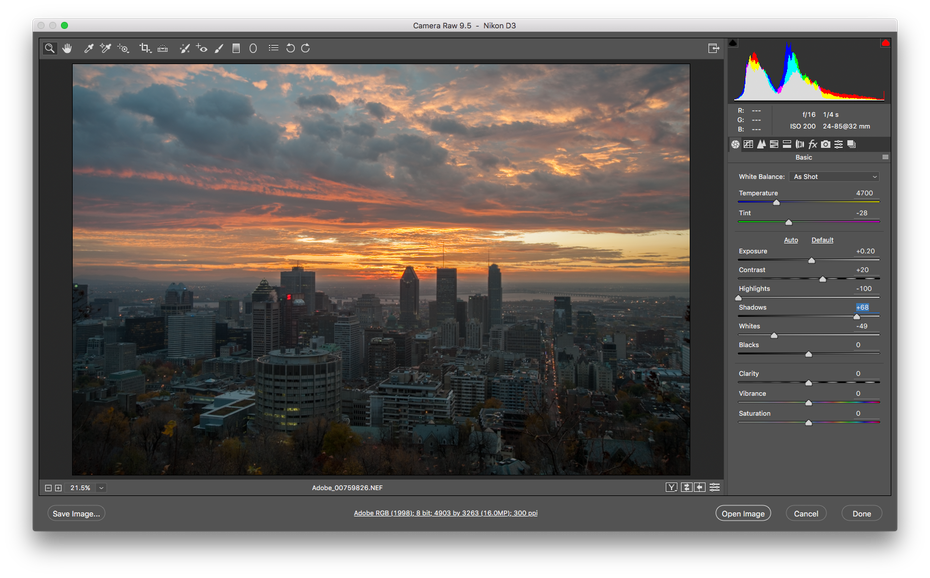 Camera Raw 9.5 - Nikon D3
R: ---
G: ---
B: ---
f/16 1/4 s
ISO 200 24-85@32 mm
fx
Basic
White Balance: As Shot
Temperature 4700
Tint -28
Auto Default
Exposure +0.20
Contrast +20
Highlights -100
Shadows +68
Whites -49
Blacks 0
Clarity 0
Vibrance 0
Saturation 0
21.5% Adobe_00759826.NEF Y
Save Image... Adobe RGB (1998); 8 bit; 4903 by 3263 (16.0MP); 300 ppi Open Image Cancel Done